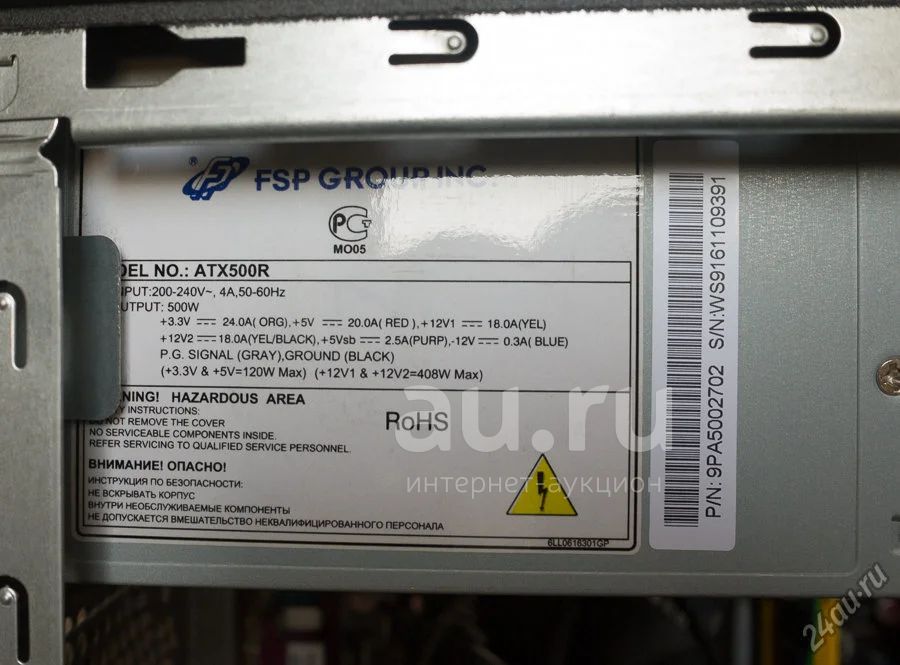 ® FSP GROUP INC.
РСТ
МО05
DEL NO.: ATX500R
NPUT:200-240V~, 4A,50-60Hz
UTPUT: 500W
+3.3V ⎓ 24.0A( ORG),+5V ⎓ 20.0A( RED ),+12V1 ⎓ 18.0A(YEL)
+12V2 ⎓ 18.0A(YEL/BLACK),+5Vsb ⎓ 2.5A(PURP),-12V ⎓ 0.3A( BLUE)
P.G. SIGNAL (GRAY),GROUND (BLACK)
(+3.3V & +5V=120W Max) (+12V1 & +12V2=408W Max)
NING! HAZARDOUS AREA
Y INSTRUCTIONS:
DO NOT REMOVE THE COVER
NO SERVICEABLE COMPONENTS INSIDE.
REFER SERVICING TO QUALIFIED SERVICE PERSONNEL.
RoHS
ВНИМАНИЕ! ОПАСНО!
ИНСТРУКЦИЯ ПО БЕЗОПАСНОСТИ:
НЕ ВСКРЫВАТЬ КОРПУС
ВНУТРИ НЕОБСЛУЖИВАЕМЫЕ КОМПОНЕНТЫ
НЕ ДОПУСКАЕТСЯ ВМЕШАТЕЛЬСТВО НЕКВАЛИФИЦИРОВАННОГО ПЕРСОНАЛА
6LL0616301GP
P/N: 9PA5002702 S/N:WS9161109391
au.ru
интернет-аукцион
24au.ru